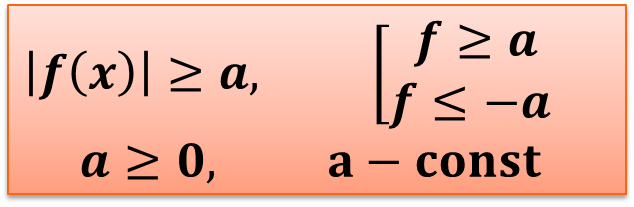 |f(x)| ≥ a, [ f ≥ a
f ≤ −a
a ≥ 0, a − const